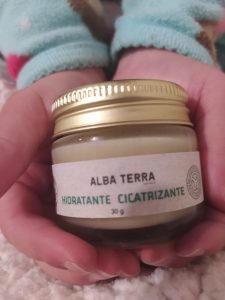 ALBA TERRA
HIDRATANTE CICATRIZANTE
30 g